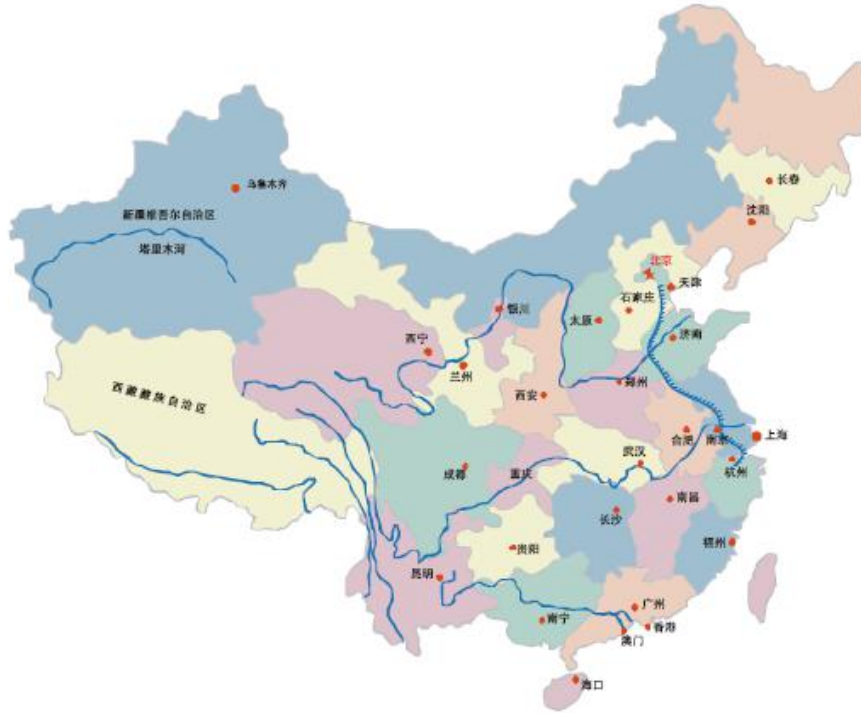 长春
乌鲁木齐
沈阳
新疆维吾尔自治区
塔里木河
北京
天津
石家庄
银川
太原
济南
西宁
兰州
郑州
西安
西藏藏族自治区
合肥
南京
上海
武汉
成都
重庆
杭州
南昌
长沙
福州
贵阳
昆明
广州
南宁
香港
澳门
海口